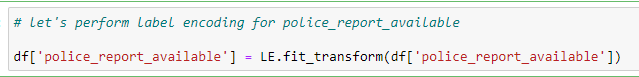 # let's perform label encoding for police_report_available
df['police_report_available'] = LE.fit_transform(df['police_report_available'])